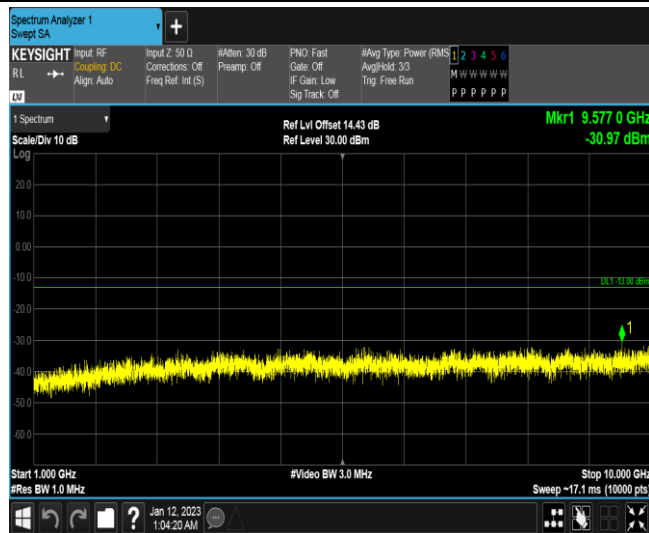 Spectrum Analyzer 1
Swept SA
KEYSIGHT
RL
LXI
Input: RF
Coupling: DC
Align: Auto
Input Z: 50 Ω
Corrections: Off
Freq Ref: Int (S)
#Atten: 30 dB
Preamp: Off
PNO: Fast
Gate: Off
IF Gain: Low
Sig Track: Off
#Avg Type: Power (RMS
Avg|Hold: 3/3
Trig: Free Run
1 2 3 4 5 6
M W W W W W
P P P P P P
1 Spectrum
Scale/Div 10 dB
Ref Lvl Offset 14.43 dB
Ref Level 30.00 dBm
Mkr1 9.577 0 GHz
-30.97 dBm
Log
20.0
10.0
0.00
-10.0
DL1 -13.00 dBm
-20.0
1
-30.0
-40.0
-50.0
-60.0
Start 1.000 GHz
#Video BW 3.0 MHz
Stop 10.000 GHz
#Res BW 1.0 MHz
Sweep ~17.1 ms (10000 pts)
?
Jan 12, 2023
1:04:20 AM